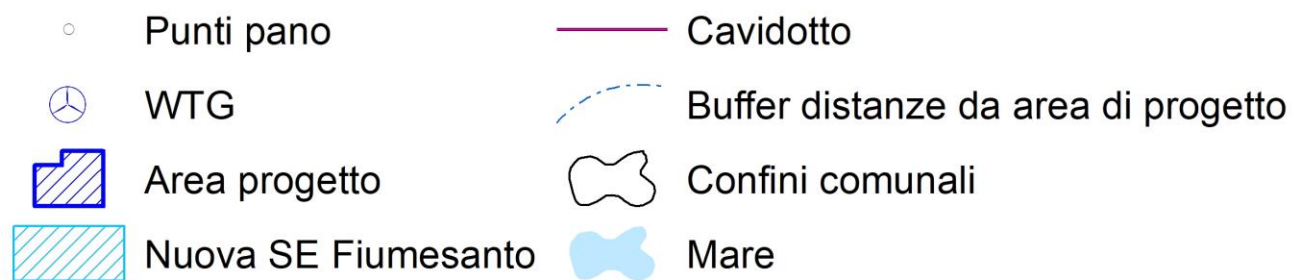 Punti pano
WTG
Area progetto
Nuova SE Fiumesanto
Cavidotto
Buffer distanze da area di progetto
Confini comunali
Mare